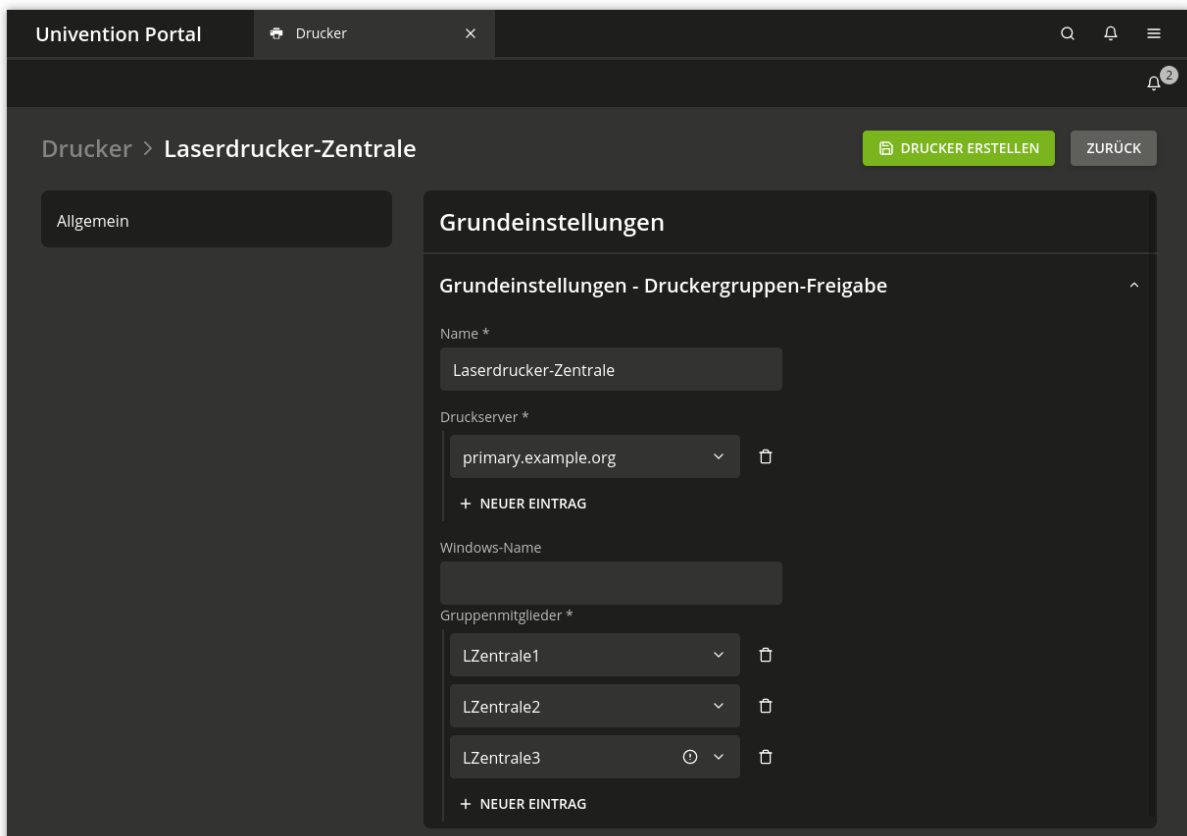 Univention Portal
Drucker
2
Drucker > Laserdrucker-Zentrale
DRUCKER ERSTELLEN
ZURÜCK
Allgemein
Grundeinstellungen
Grundeinstellungen - Druckergruppen-Freigabe
Name *
Laserdrucker-Zentrale
Druckserver *
primary.example.org
+ NEUER EINTRAG
Windows-Name
Gruppenmitglieder *
LZentrale1
LZentrale2
LZentrale3
+ NEUER EINTRAG